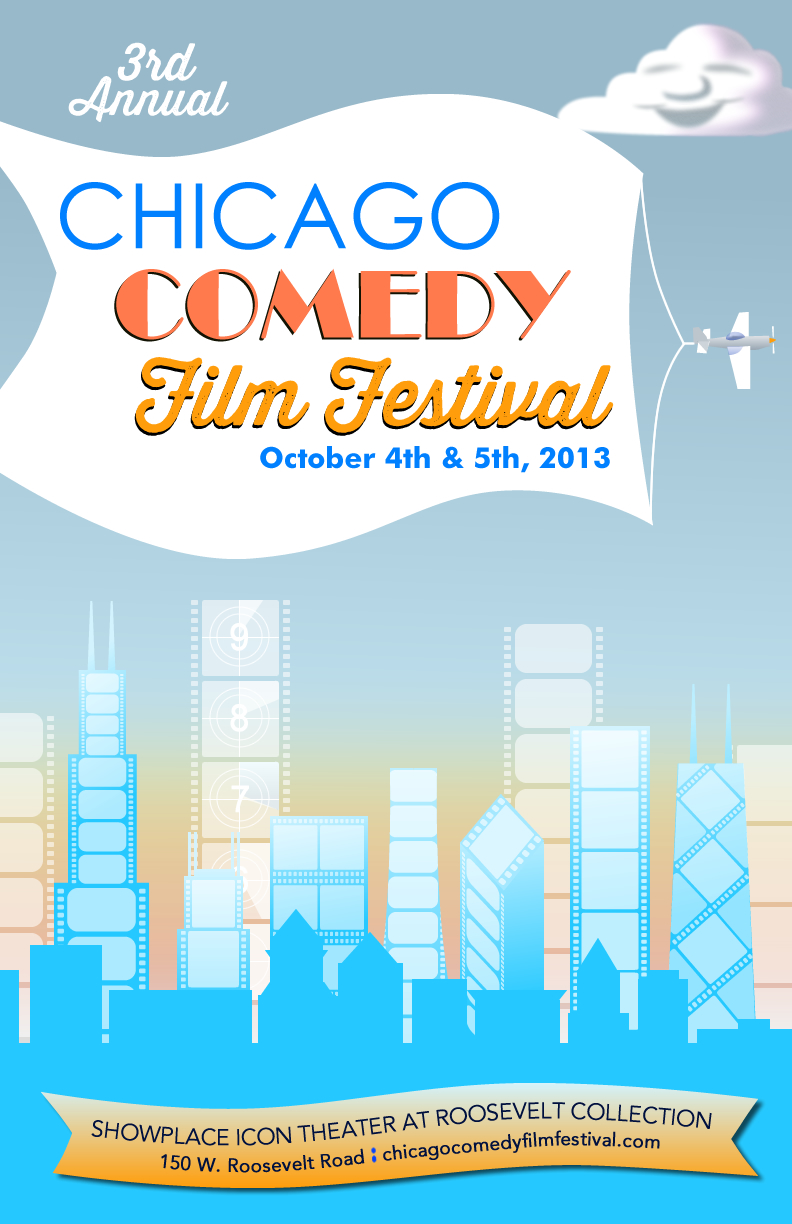 3rd
Annual
CHICAGO
COMEDY
Film Festival
October 4th & 5th, 2013
9
8
7
SHOWPLACE ICON THEATER AT ROOSEVELT COLLECTION
150 W. Roosevelt Road : chicagocomedyfilmfestival.com